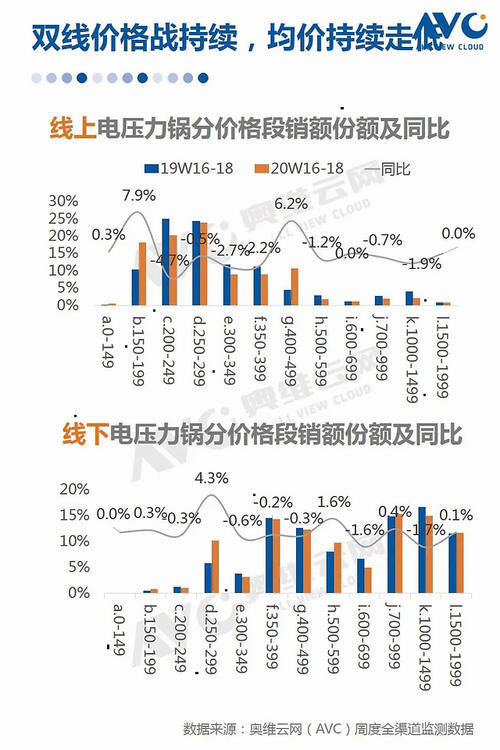 双线价格战持续，均价持续走低
AVC
ALL VIEW CLOUD
线上电压力锅分价格段销额份额及同比
19W16-18 20W16-18 同比
30%
25%
20%
15%
10%
5%
0%
0.3% 7.9% -4.7% -0.5% -2.7% -2.2% 6.2% -1.2% 0.0% -0.7% -1.9% 0.0%
a.0-149 b.150-199 c.200-249 d.250-299 e.300-349 f.350-399 g.400-499 h.500-599 i.600-699 j.700-999 k.1000-1499 l.1500-1999
AVC 奥维云网
ALL VIEW CLOUD
线下电压力锅分价格段销额份额及同比
20%
15%
10%
5%
0%
0.0% 0.3% -0.3% 4.3% -0.6% -0.2% -0.3% 1.6% -1.6% 0.4% -1.7% 0.1%
a.0-149 b.150-199 c.200-249 d.250-299 e.300-349 f.350-399 g.400-499 h.500-599 i.600-699 j.700-999 k.1000-1499 l.1500-1999
数据来源：奥维云网（AVC）周度全渠道监测数据